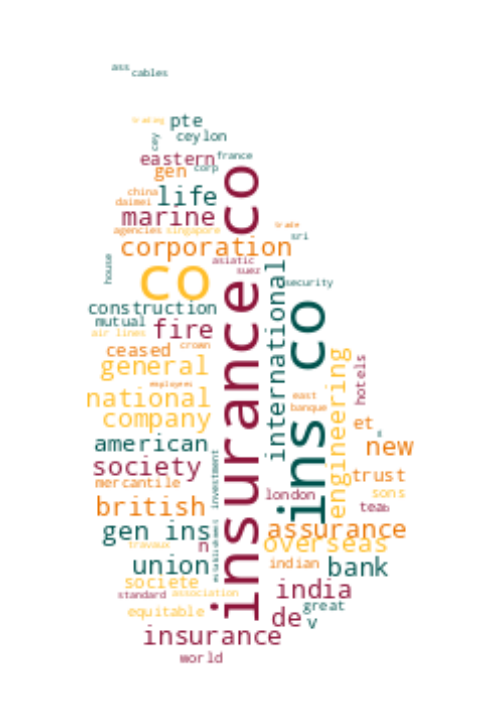 ass
cables
trading
pte
cey
ceylon
eastern
france
gen
corp
china
life
daimei
marine
agencies
singapore
trade
sri
corporation
asiatic
suez
house
co
security
insurance co
international
ins co
construction
mutual
fire
air lines
crown
ceased
general
engineering
hotels
employees
national
east
banque
company
et
american
new
society
investment
trust
mercantile
london
sons
british
tea
gen ins
assurance
overseas
n
travaux
establishment
union
indian
bank
societe
india
standard
association
great
equitable
de
v
insurance
world